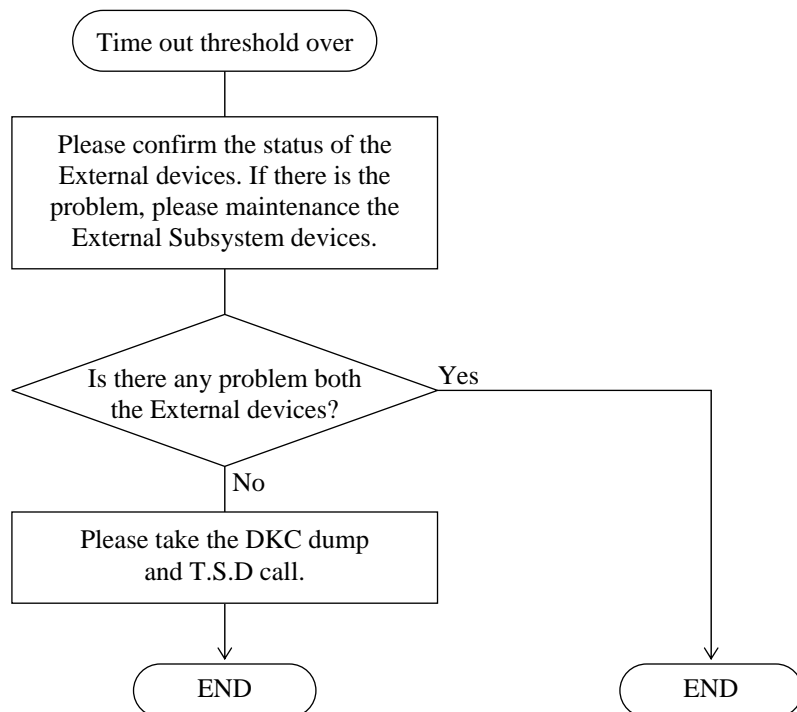 Time out threshold over
Please confirm the status of the
External devices. If there is the
problem, please maintenance the
External Subsystem devices.
Is there any problem both
the External devices?
Yes
No
Please take the DKC dump
and T.S.D call.
END
END